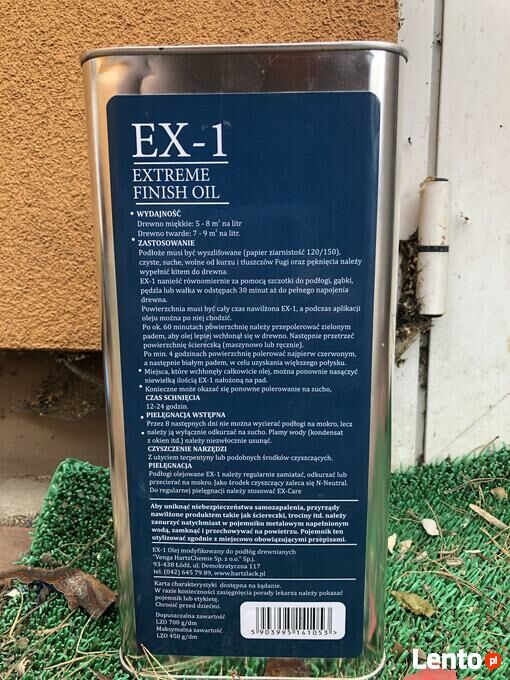 EX-1
EXTREME
FINISH OIL
• WYDAJNOŚĆ
Drewno miękkie: 5 - 8 m² na litr
Drewno twarde: 7 - 9 m² na litr.
• ZASTOSOWANIE
Podłoże musi być wyszlifowane (papier ziarnistość 120/150),
czyste, suche, wolne od kurzu i tłuszczów Fugi oraz pęknięcia należy
wypełnić kitem do drewna.
EX-1 nanieść równomiernie za pomocą szczotki do podłogi, gąbki,
pędzla lub wałka w odstępach 30 minut aż do pełnego napojenia
drewna.
Powierzchnia musi być cały czas nawilżona EX-1, a podczas aplikacji
oleju można po niej chodzić.
Po ok. 60 minutach powierzchnię należy przepolerować zielonym
padem, aby olej lepiej wchłonął się w drewno. Następnie przetrzeć
powierzchnię ściereczką (maszynowo lub ręcznie).
Po min. 4 godzinach powierzchnię polerować najpierw czerwonym,
a następnie białym padem, w celu uzyskania większego połysku.
• Miejsca, które wchłonęły całkowicie olej, można ponownie nasączyć
niewielką ilością EX-1 nałożoną na pad.
• Konieczne może okazać się ponowne polerowanie na sucho,
CZAS SCHNIĘCIA
12-24 godzin.
• PIELĘGNACJA WSTĘPNA
Przez 8 następnych dni nie można wycierać podłogi na mokro, lecz
• należy ją wyłącznie odkurzać na sucho. Plamy wody (kondensat
z okien itd.) należy niezwłocznie usunąć.
CZYSZCZENIE NARZĘDZI
Z użyciem terpentyny lub podobnych środków czyszczących.
PIELĘGNACJA
Podłogi olejowane EX-1 należy regularnie zamiatać, odkurzać lub
przecierać na mokro. Jako środek czyszczący zaleca się N-Neutral.
Do regularnej pielęgnacji należy stosować EX-Care
Aby uniknąć niebezpieczeństwa samozapalenia, przyrządy
nawilżone produktem takie jak ściereczki, trociny itd. należy
zanurzyć natychmiast w pojemniku metalowym napełnionym
wodą, zamknąć i przechowywać na powietrzu. Pojemnik ten
utylizować zgodnie z miejscowo obowiązującymi przepisami.
EX-1 Olej modyfikowany do podłóg drewnianych
"Venga HartzChemie Sp. z o.o." Sp.j.
93-438 Łódź, ul. Demokratyczna 117
tel. (042) 645 79 89, www.hartzlack.pl
Karta charakterystyki dostępna na żądanie.
W razie konieczności zasięgnięcia porady lekarza należy pokazać
pojemnik lub etykietę.
Chronić przed dziećmi.
Dopuszczalna zawartość
LZO 700 g/dm
Maksymalna zawartość
LZO 450 g/dm
5 903995 141053 >
Lento.pl